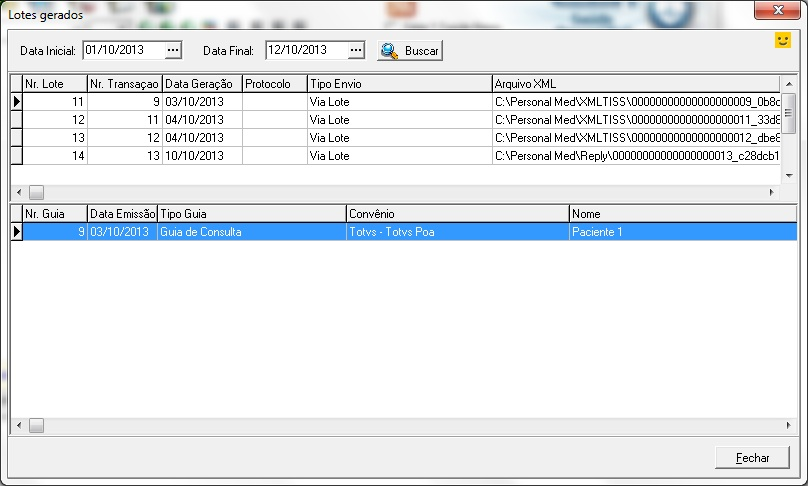 Lotes gerados
Data Inicial: 01/10/2013 ... Data Final: 12/10/2013 ... Buscar
Nr. Lote Nr. Transaçao Data Geração Protocolo Tipo Envio Arquivo XML
11 9 03/10/2013 Via Lote C:\Personal Med\XMLTISS\00000000000000000009_0b8c
12 11 04/10/2013 Via Lote C:\Personal Med\XMLTISS\00000000000000000011_33d8
13 12 04/10/2013 Via Lote C:\Personal Med\XMLTISS\00000000000000000012_dbe8
14 13 10/10/2013 Via Lote C:\Personal Med\Reply\00000000000000000013_c28dcb1
Nr. Guia Data Emissão Tipo Guia Convênio Nome
9 03/10/2013 Guia de Consulta Totvs - Totvs Poa Paciente 1
Fechar